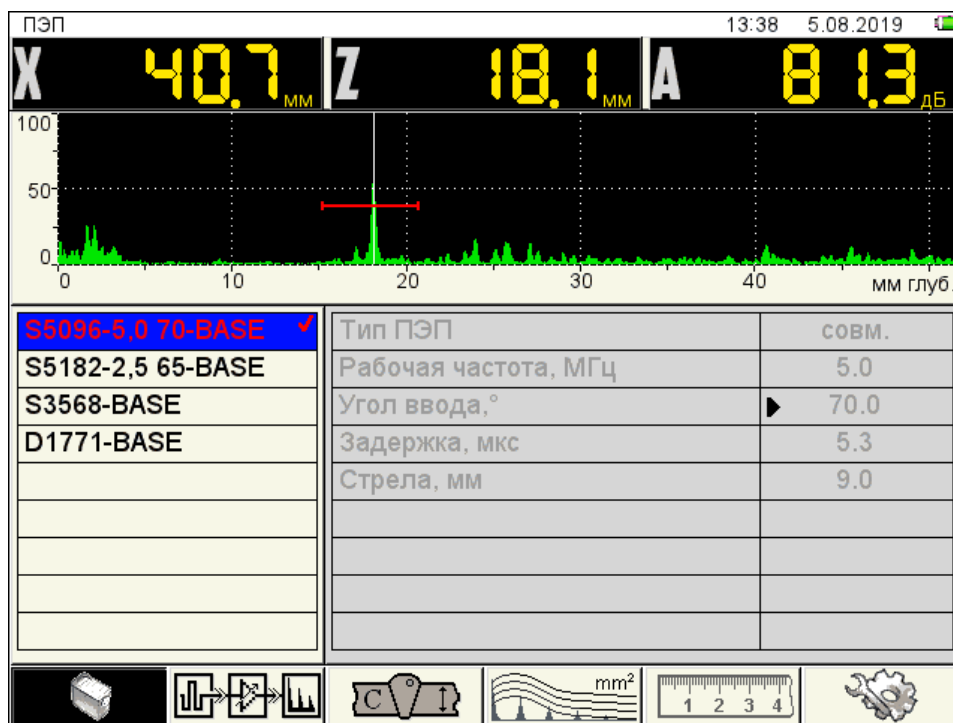 ПЭП 13:38 5.08.2019
X 40.7 мм Z 18.1 мм A 81.3 дБ
100
50
0
0 10 20 30 40 мм глуб.
S5096-5,0 70-BASE Тип ПЭП совм.
S5182-2,5 65-BASE Рабочая частота, МГц 5.0
S3568-BASE Угол ввода,° 70.0
D1771-BASE Задержка, мкс 5.3
Стрела, мм 9.0
C mm² 1 2 3 4